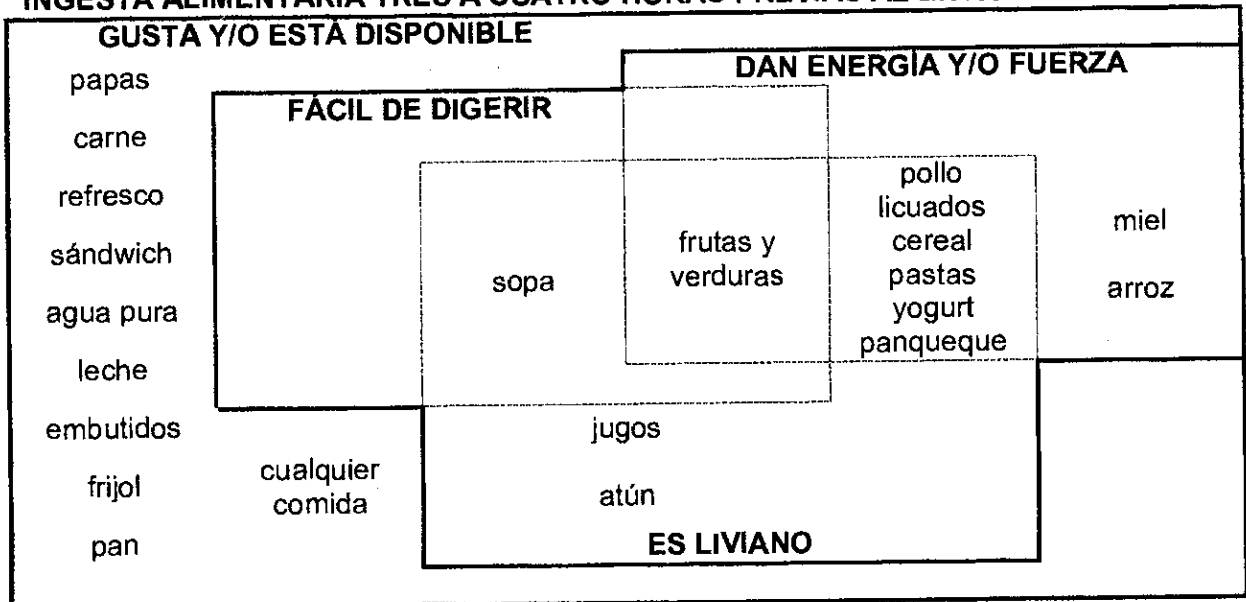 INGESTA ALIMENTARIA TRES A CUATRO HORAS PREVIAS AL
GUSTA Y/O ESTÁ DISPONIBLE
papas
carne
refresco
sándwich
agua pura
leche
embutidos
frijol
pan
cualquier
comida
FÁCIL DE DIGERIR
sopa
frutas y
verduras
DAN ENERGÍA Y/O FUERZA
pollo
licuados
cereal
pastas
yogurt
panqueque
miel
arroz
jugos
atún
ES LIVIANO